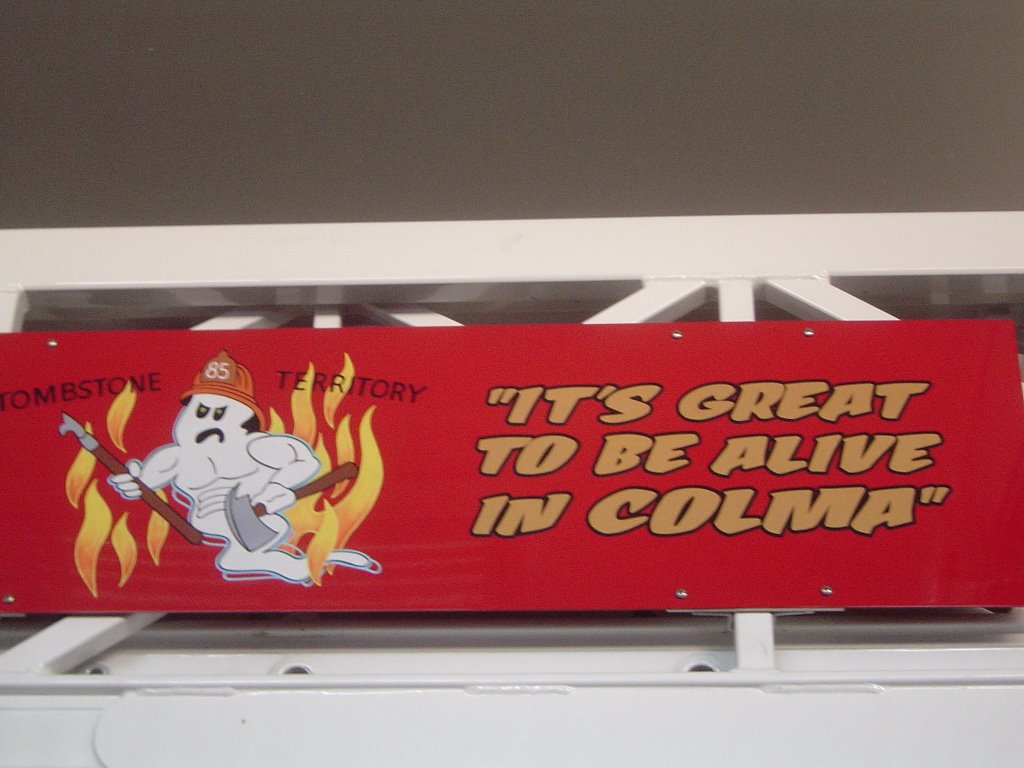 TOMBSTONE TERRITORY
85
"IT'S GREAT
TO BE ALIVE
IN COLMA"